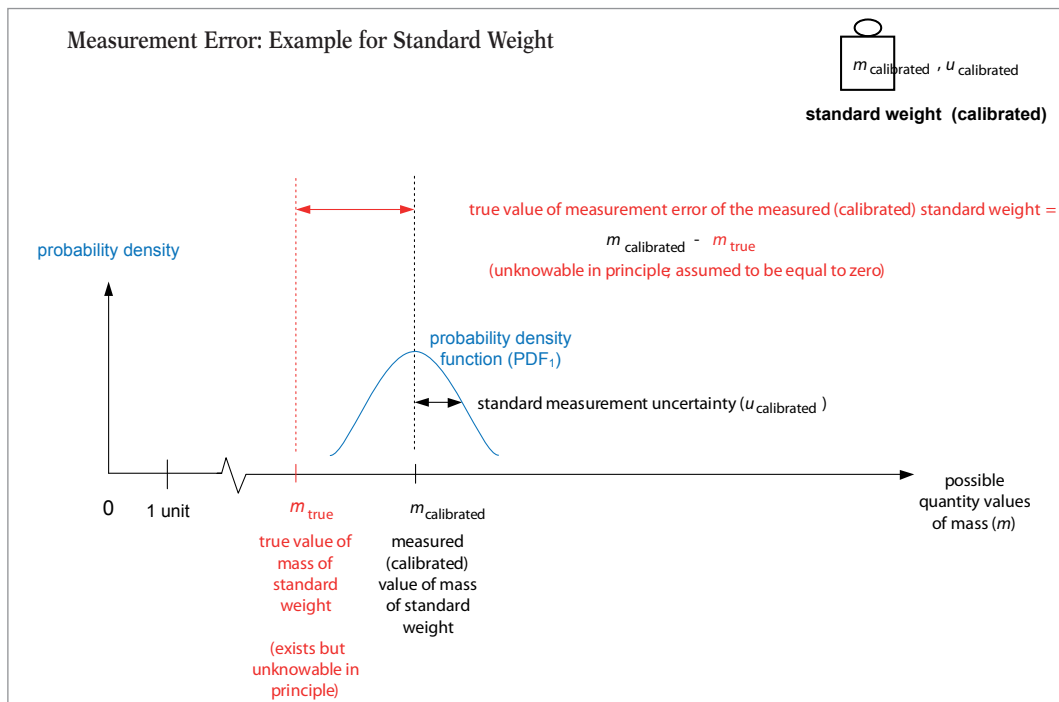 Measurement Error: Example for Standard Weight
m calibrated , u calibrated
standard weight (calibrated)
true value of measurement error of the measured (calibrated) standard weight =
m calibrated - m true
(unknowable in principle; assumed to be equal to zero)
probability density
probability density
function (PDF₁)
standard measurement uncertainty (u calibrated )
0
1 unit
m true
true value of
mass of
standard
weight
(exists but
unknowable in
principle)
m calibrated
measured
(calibrated)
value of mass
of standard
weight
possible
quantity values
of mass (m)